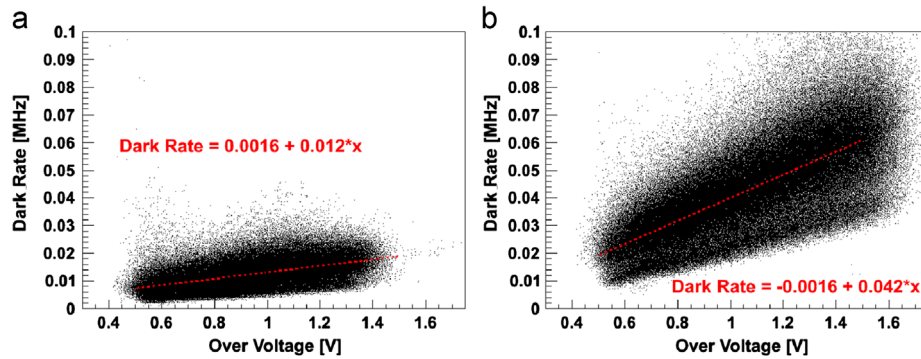 a
0.1
0.09
0.08
0.07
0.06
0.05
0.04
0.03
0.02
0.01
0
Dark Rate [MHz]
Dark Rate = 0.0016 + 0.012*x
0.4 0.6 0.8 1 1.2 1.4 1.6
Over Voltage [V]
b
0.1
0.09
0.08
0.07
0.06
0.05
0.04
0.03
0.02
0.01
0
Dark Rate [MHz]
Dark Rate = -0.0016 + 0.042*x
0.4 0.6 0.8 1 1.2 1.4 1.6
Over Voltage [V]